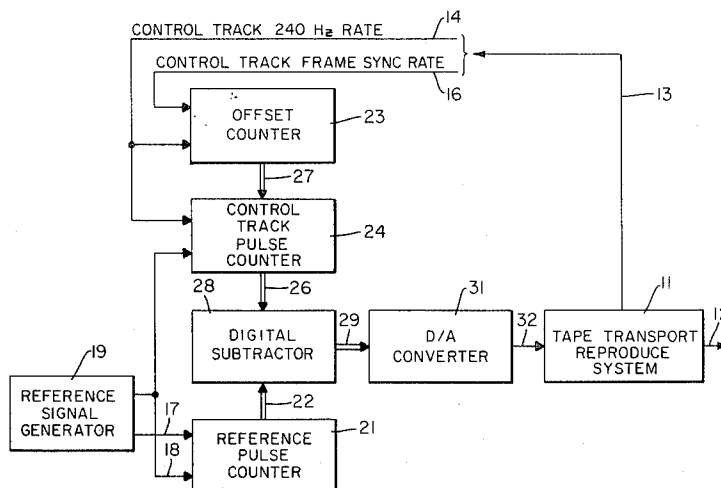 CONTROL TRACK 240 Hz RATE
14
CONTROL TRACK FRAME SYNC RATE
16
13
OFFSET
COUNTER
23
27
CONTROL
TRACK
PULSE
COUNTER
24
26
28
DIGITAL
SUBTRACTOR
29
31
D/A
CONVERTER
32
11
TAPE TRANSPORT
REPRODUCE
SYSTEM
12
19
REFERENCE
SIGNAL
GENERATOR
17
18
22
21
REFERENCE
PULSE
COUNTER